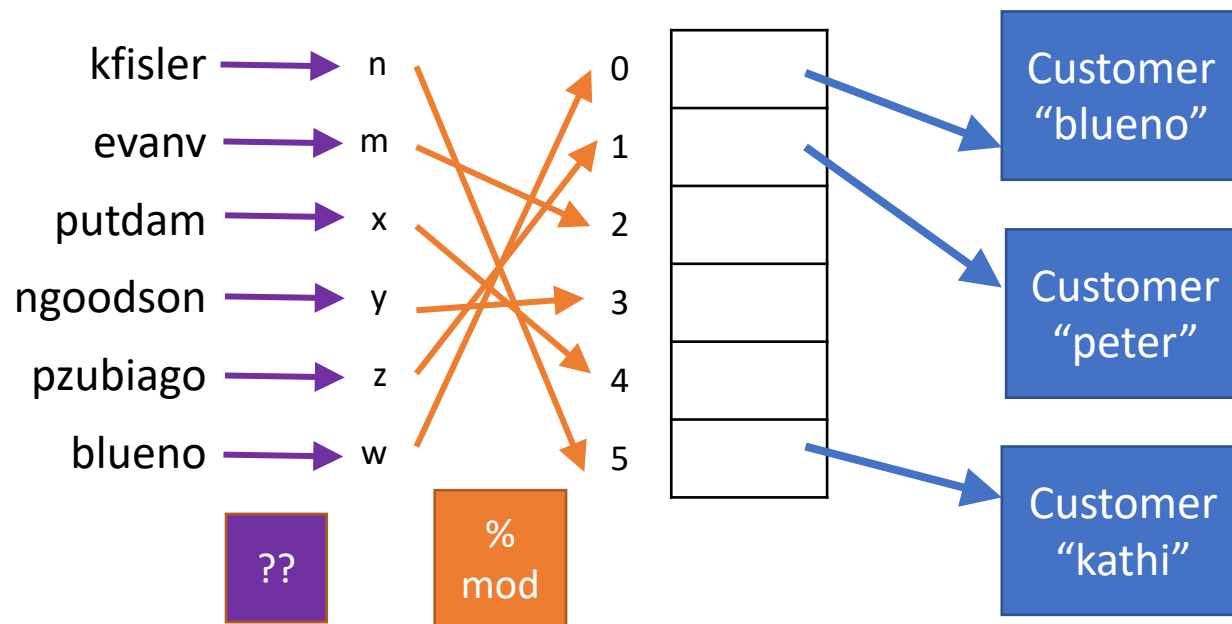 kfisler
n
0
evanv
m
1
putdam
x
2
ngoodson
y
3
pzubiago
z
4
blueno
w
5
??
%
mod
Customer
“blueno”
Customer
“peter”
Customer
“kathi”